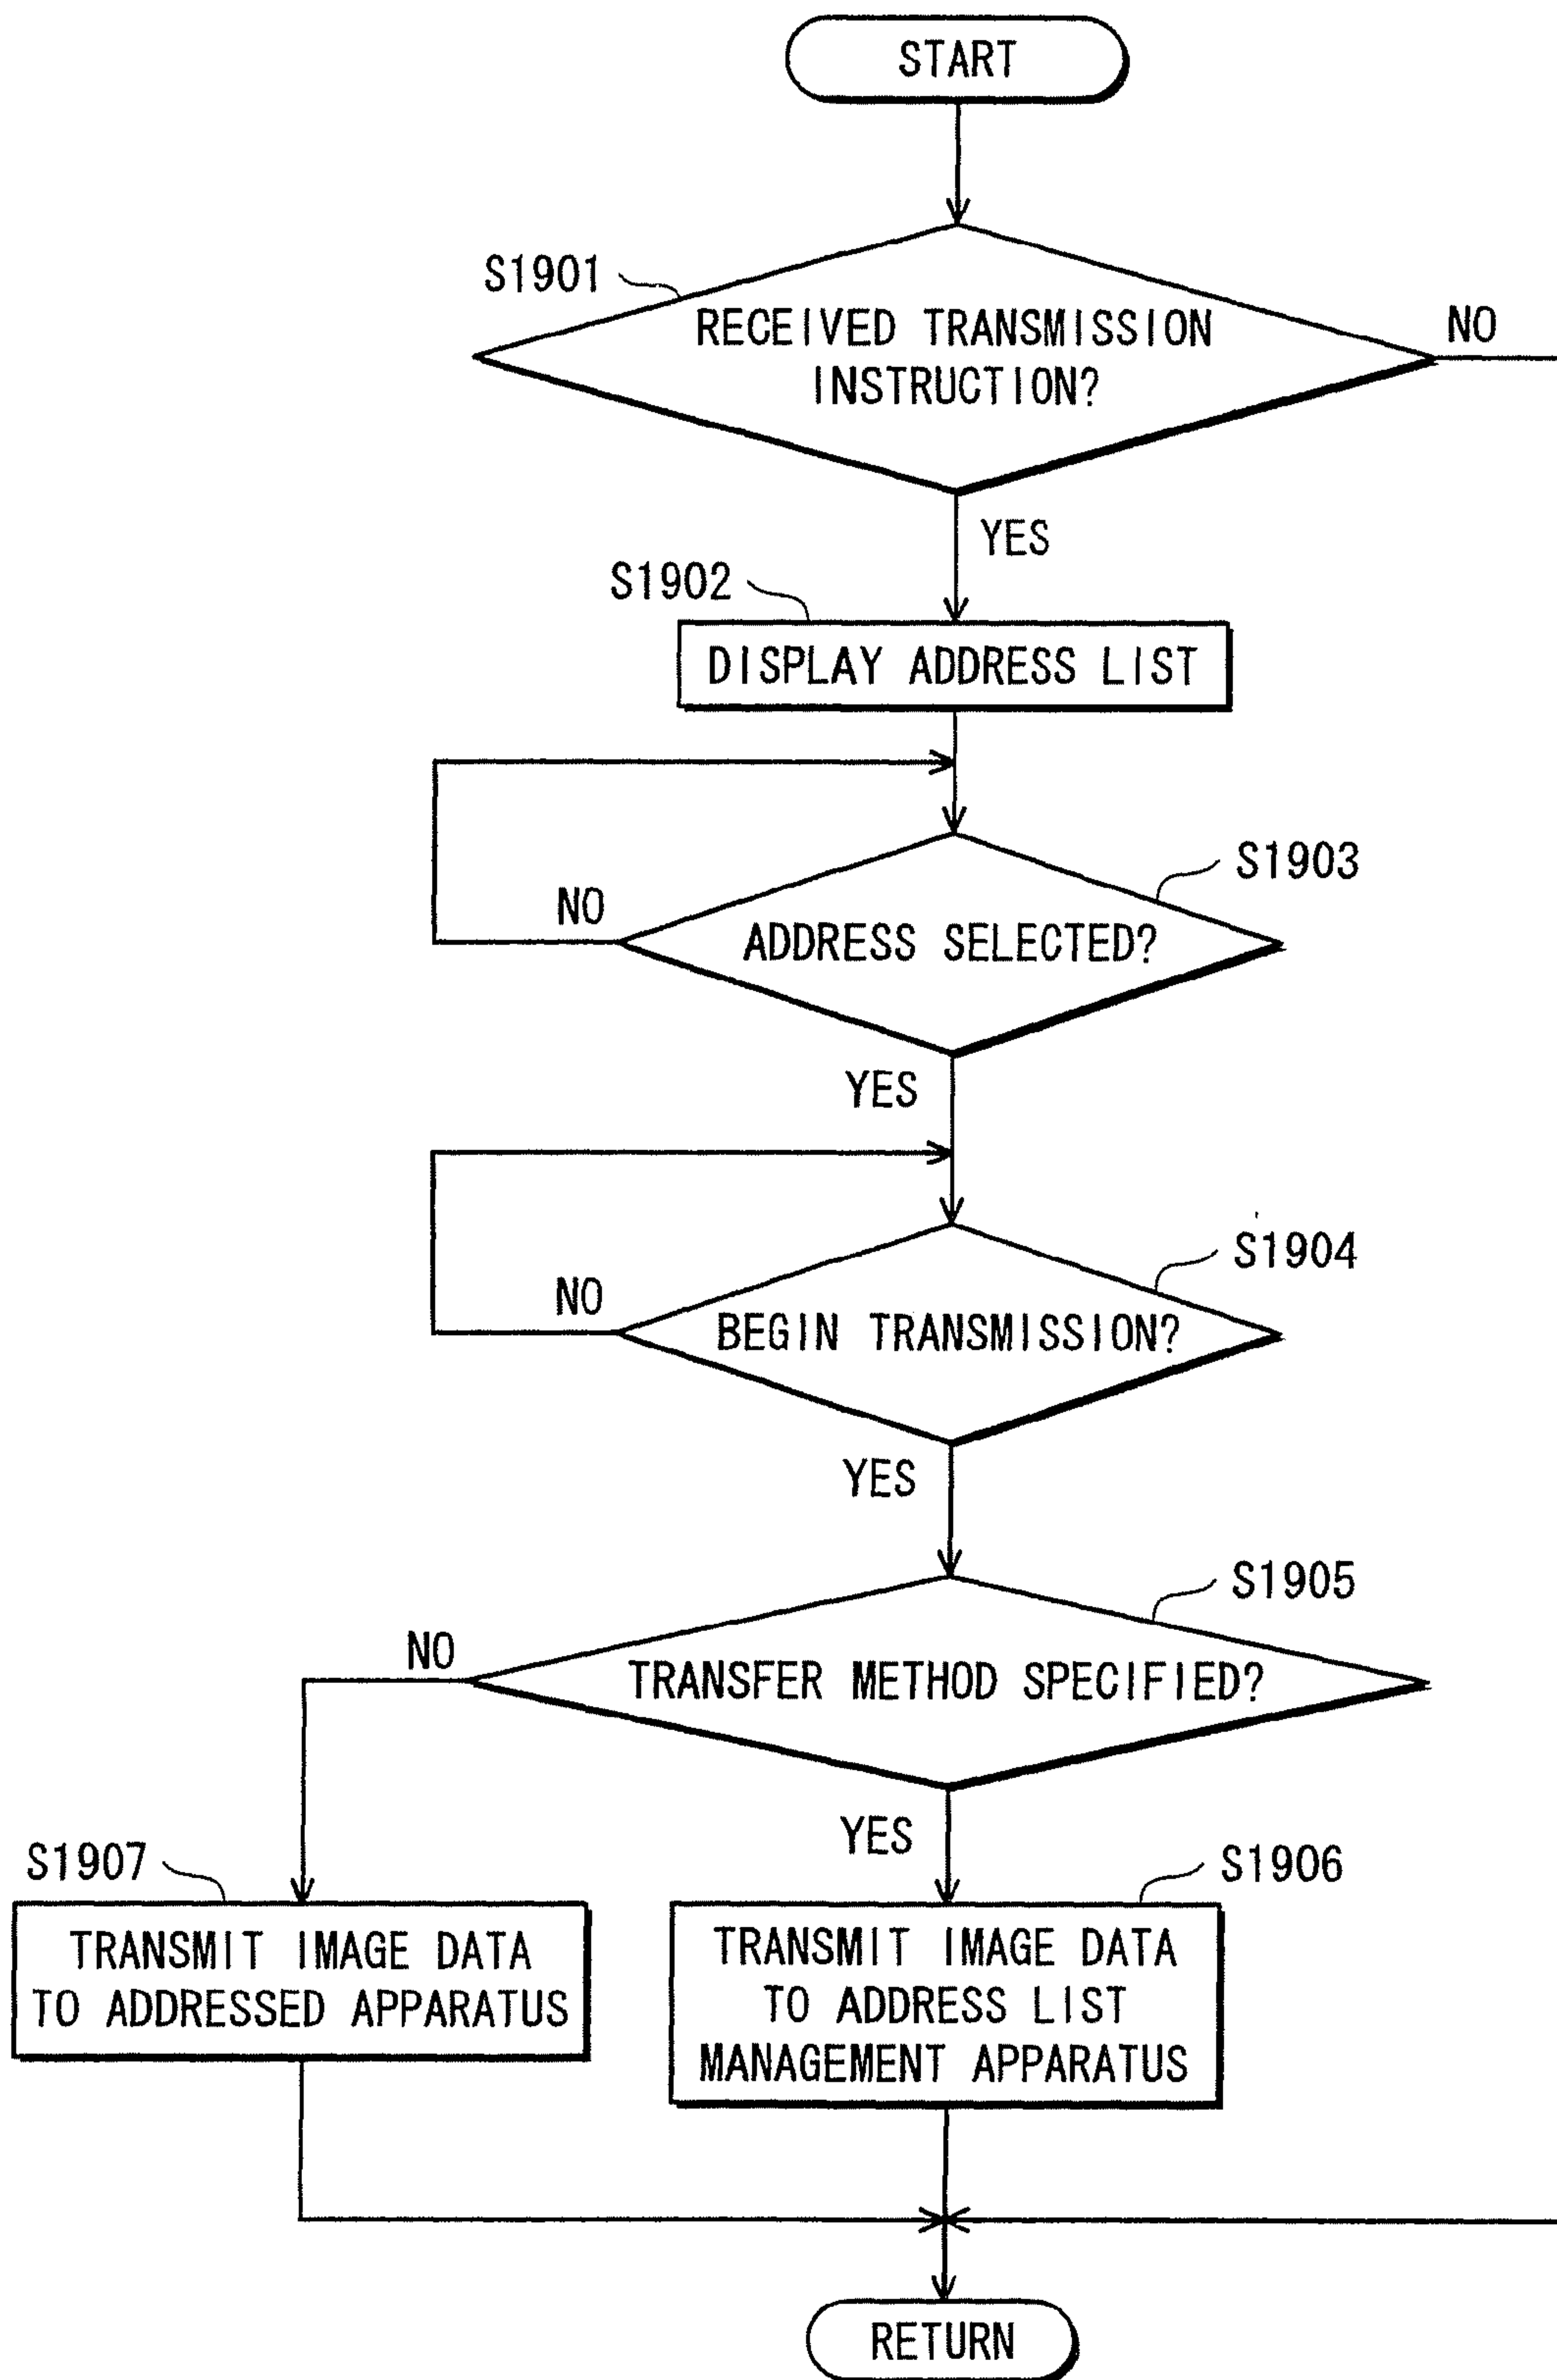 START
S1901
RECEIVED TRANSMISSION
INSTRUCTION?
NO
YES
S1902
DISPLAY ADDRESS LIST
S1903
NO
ADDRESS SELECTED?
YES
S1904
NO
BEGIN TRANSMISSION?
YES
S1905
NO
TRANSFER METHOD SPECIFIED?
YES
S1907
TRANSMIT IMAGE DATA
TO ADDRESSED APPARATUS
S1906
TRANSMIT IMAGE DATA
TO ADDRESS LIST
MANAGEMENT APPARATUS
RETURN